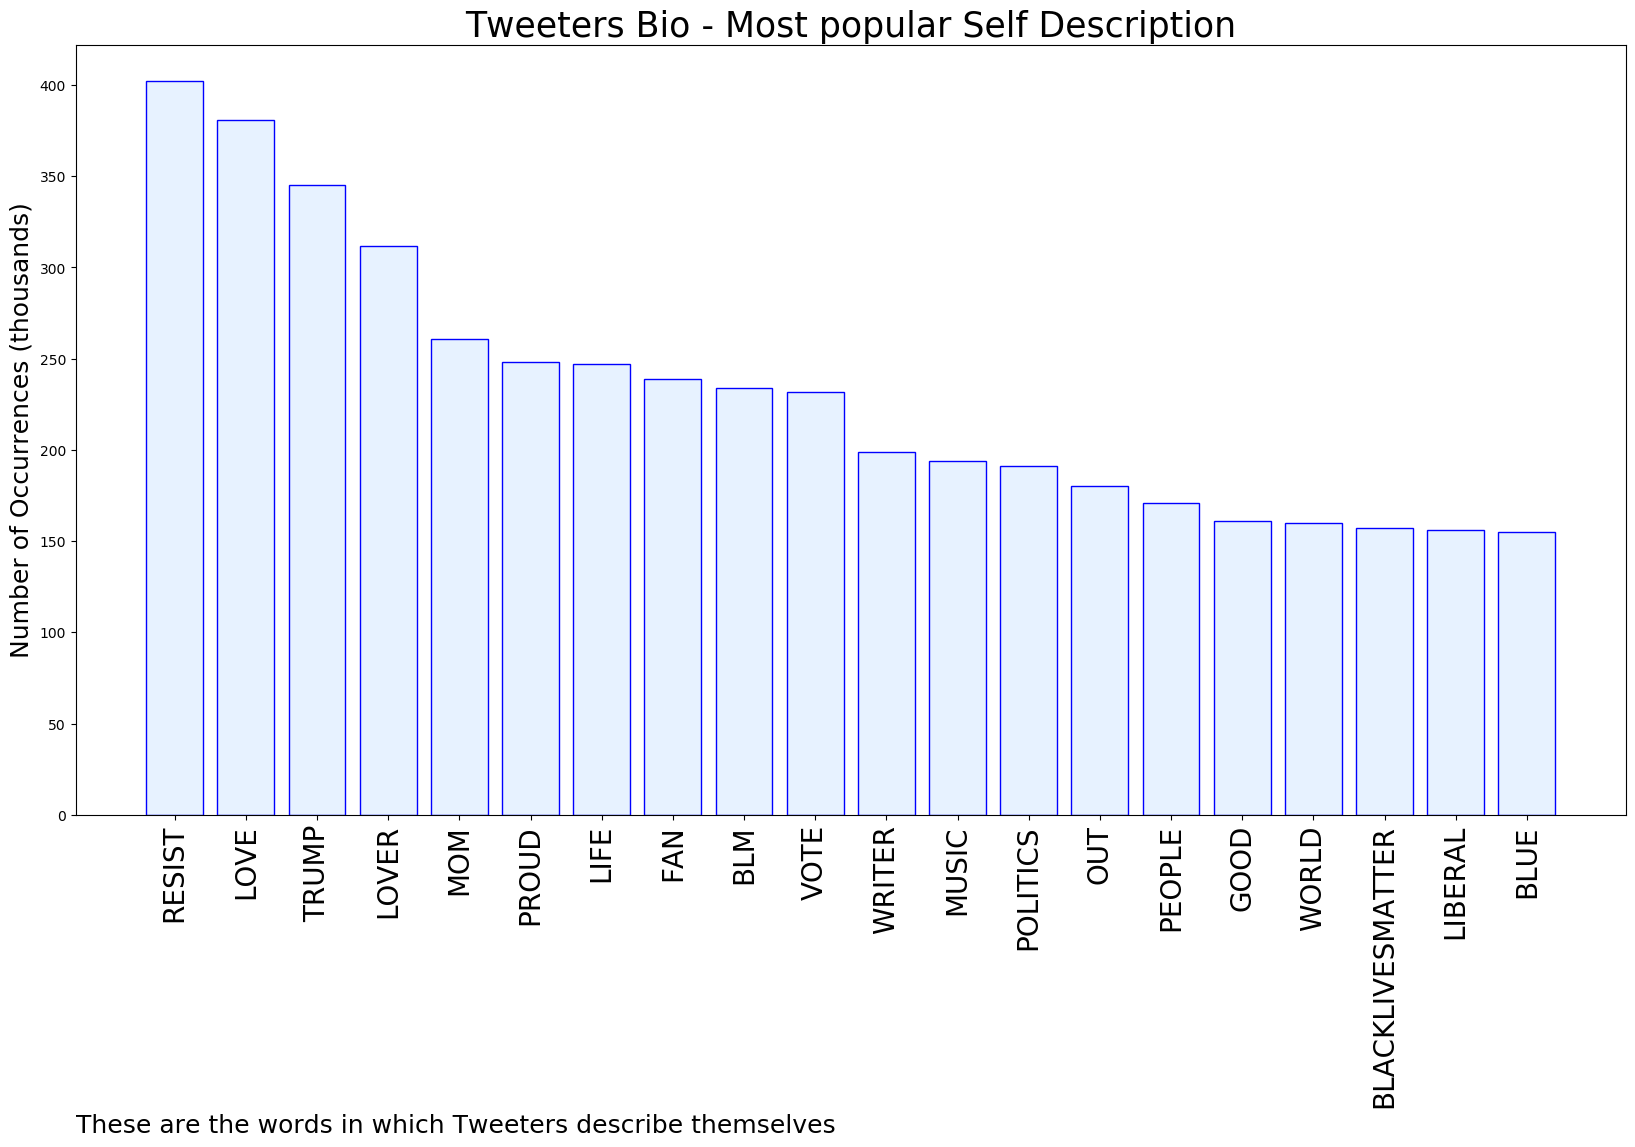 Tweeters Bio - Most popular Self Description
Number of Occurrences (thousands)
400
350
300
250
200
150
100
50
0
RESIST
LOVE
TRUMP
LOVER
MOM
PROUD
LIFE
FAN
BLM
VOTE
WRITER
MUSIC
POLITICS
OUT
PEOPLE
GOOD
WORLD
BLACKLIVESMATTER
LIBERAL
BLUE
These are the words in which Tweeters describe themselves